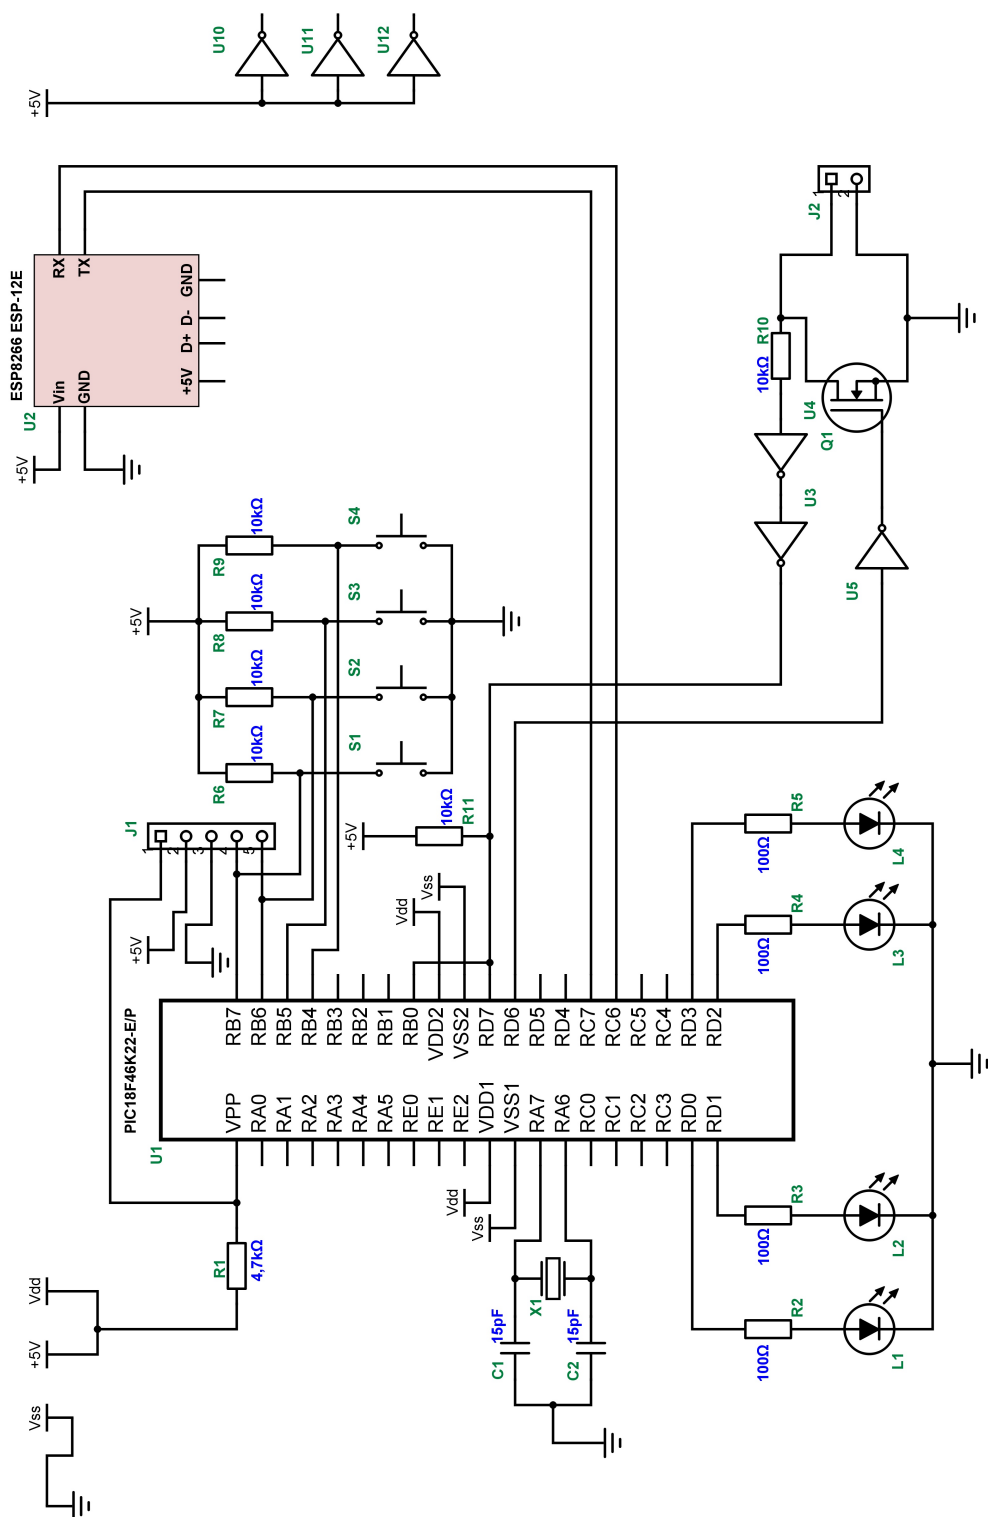 U10
U11
U12
+5V
ESP8266 ESP-12E
U2
RX
TX
Vin
GND
+5V
D+
D-
GND
+5V
J2
1
2
R10
10kΩ
U4
Q1
U3
U5
+5V
R9
10kΩ
R8
10kΩ
R7
10kΩ
R6
10kΩ
S4
S3
S2
S1
J1
1
2
3
4
5
+5V
+5V
10kΩ
R11
Vss
Vdd
PIC18F46K22-E/P
U1
RB7
RB6
RB5
RB4
RB3
RB2
RB1
RB0
VDD2
VSS2
RD7
RD6
RD5
RD4
RC7
RC6
RC5
RC4
RD3
RD2
VPP
RA0
RA1
RA2
RA3
RA4
RA5
RE0
RE1
RE2
VDD1
VSS1
RA7
RA6
RC0
RC1
RC2
RC3
RD0
RD1
R5
100Ω
L4
R4
100Ω
L3
R3
100Ω
L2
R2
100Ω
L1
Vdd
Vss
R1
4,7kΩ
Vdd
+5V
Vss
X1
15pF
C1
15pF
C2